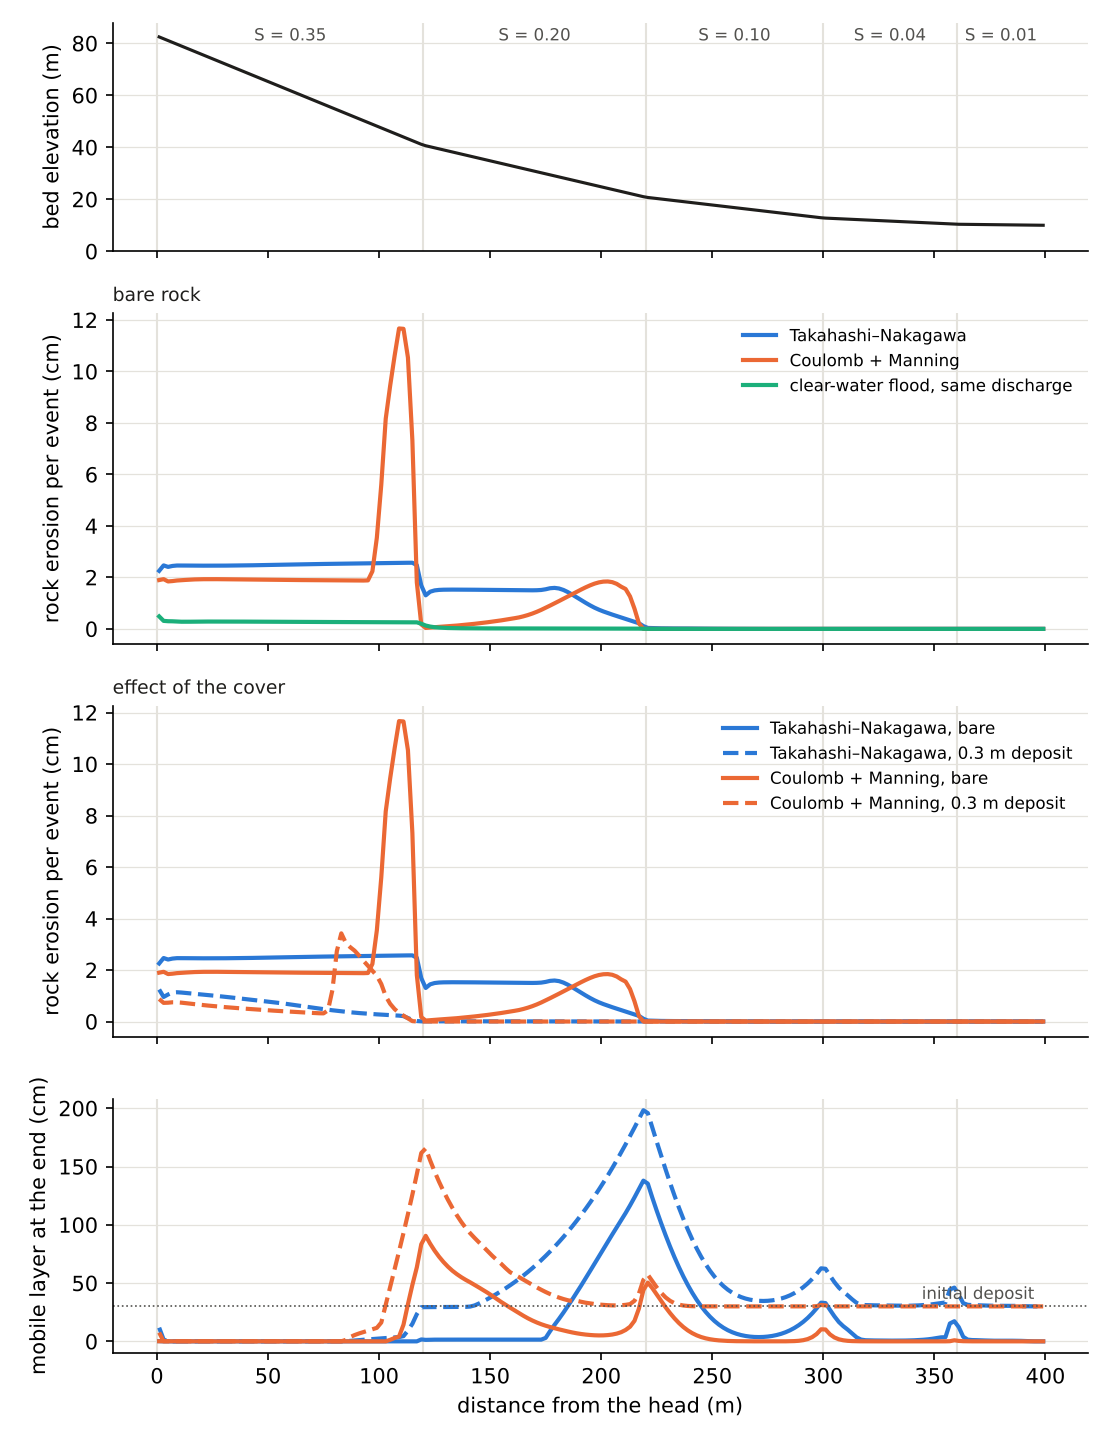 S = 0.35
S = 0.20
S = 0.10
S = 0.04
S = 0.01
bed elevation (m)
80
60
40
20
0
bare rock
rock erosion per event (cm)
12
10
8
6
4
2
0
Takahashi–Nakagawa
Coulomb + Manning
clear-water flood, same discharge
effect of the cover
rock erosion per event (cm)
12
10
8
6
4
2
0
Takahashi–Nakagawa, bare
Takahashi–Nakagawa, 0.3 m deposit
Coulomb + Manning, bare
Coulomb + Manning, 0.3 m deposit
mobile layer at the end (cm)
200
150
100
50
0
initial deposit
0
50
100
150
200
250
300
350
400
distance from the head (m)